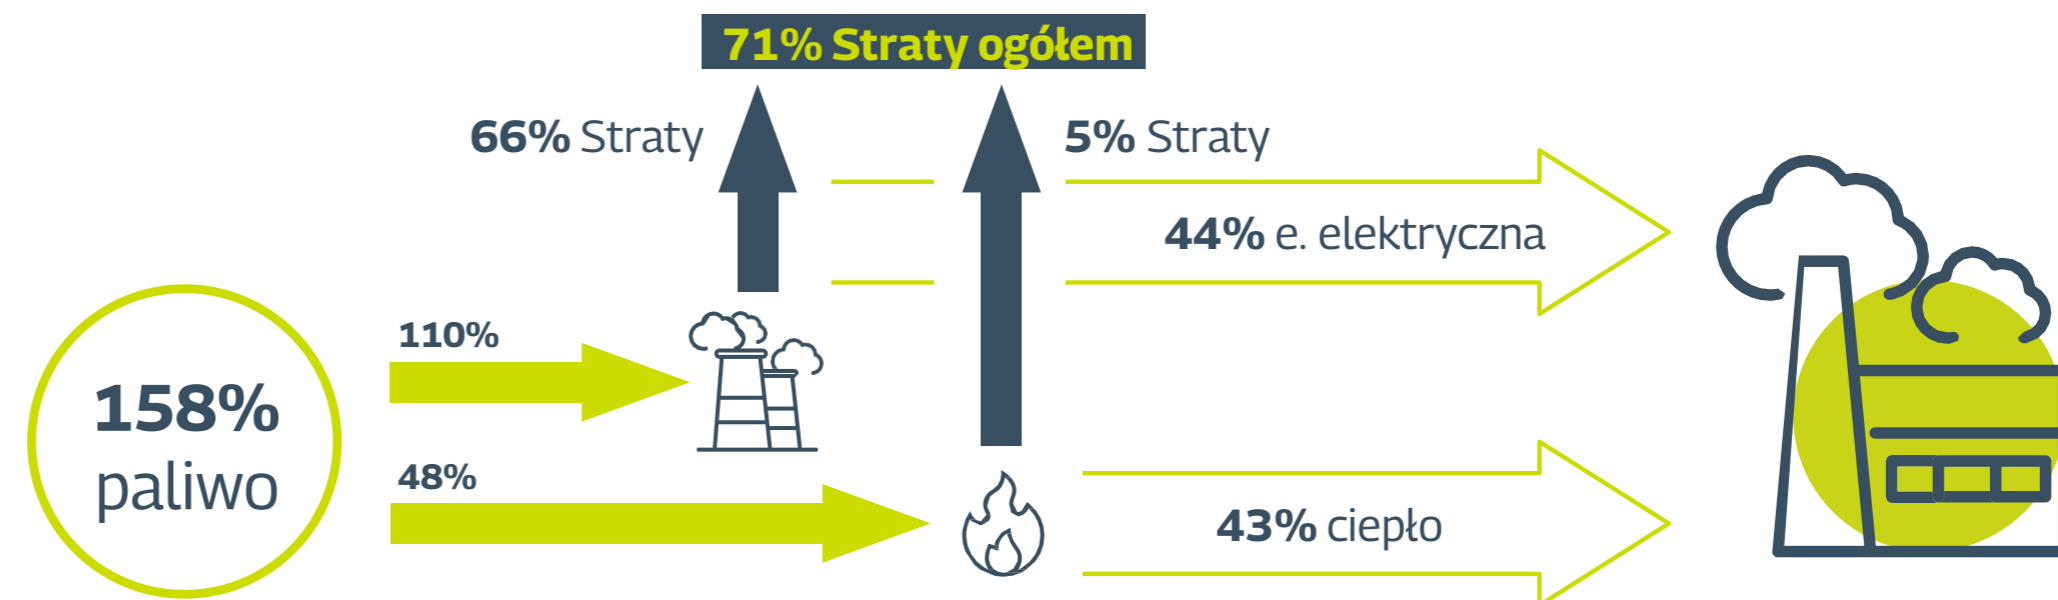 71% Straty ogółem
66% Straty
5% Straty
44% e. elektryczna
110%
158%
paliwo
48%
43% ciepło